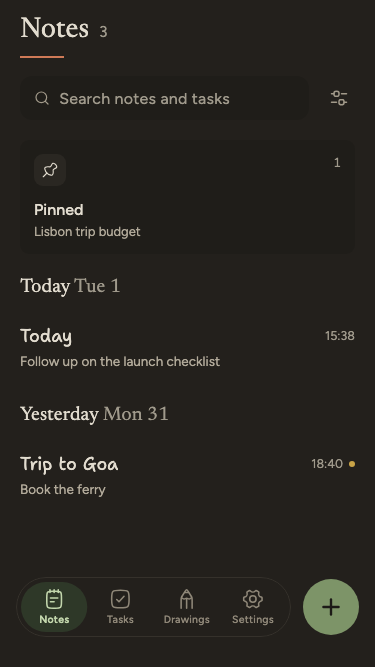 Notes 3
Search notes and tasks
1
Pinned
Lisbon trip budget
Today Tue 1
Today 15:38
Follow up on the launch checklist
Yesterday Mon 31
Trip to Goa 18:40
Book the ferry
Notes Tasks Drawings Settings